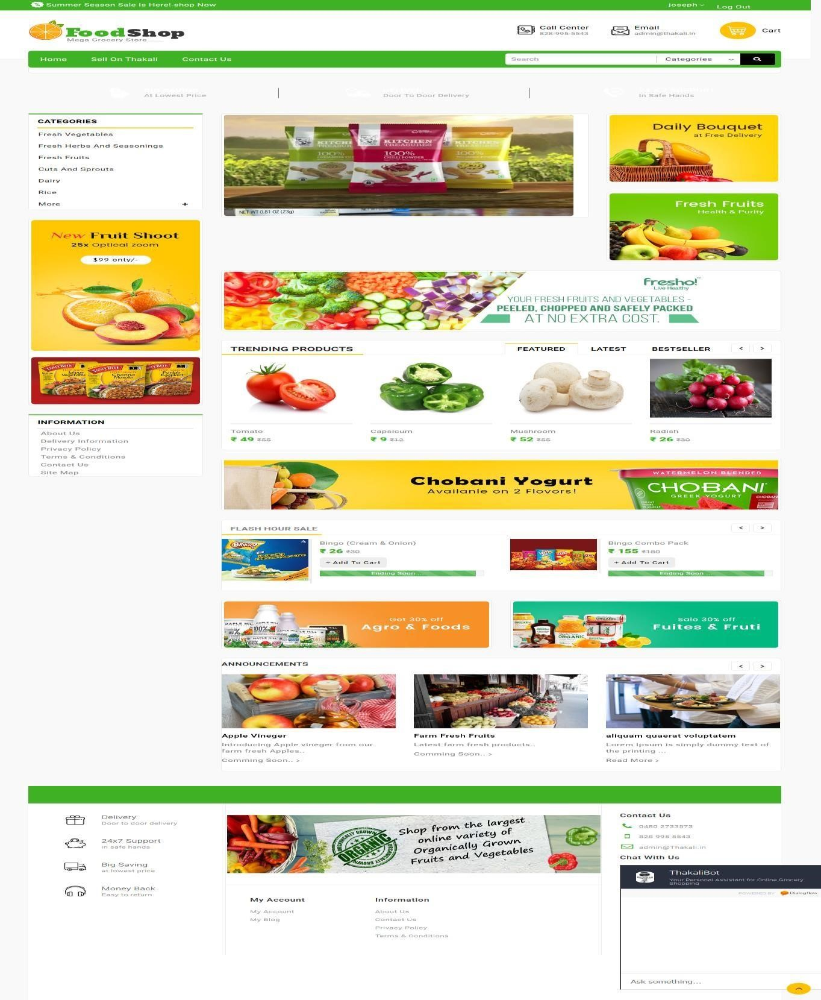 Summer Season Sale Is Here!-shop Now
joseph
Log Out
FoodShop
Mega Grocery Store
Call Center
828-995-5543
Email
admin@thakali.in
Cart
Home
Sell On Thakali
Contact Us
Search
Categories
At Lowest Price
Door To Door Delivery
In Safe Hands
CATEGORIES
Fresh Vegetables
Fresh Herbs And Seasonings
Fresh Fruits
Cuts And Sprouts
Dairy
Rice
More +
KITCHEN
TREASURES
100%
KITCHEN
TREASURES
100%
CHILLI POWDER
KITCHEN
TREASURES
100%
NET WT 0.81 OZ (23g)
Daily Bouquet
at Free Delivery
Fresh Fruits
Health & Purity
New Fruit Shoot
25x Optical zoom
$99 only/-
TASTY BITE
Jaipur
Vegetable
TASTY BITE
Channa
Masala
TASTY BITE
Punjab
Eggplant
fresho!™
Live Healthy
YOUR FRESH FRUITS AND VEGETABLES -
PEELED, CHOPPED AND SAFELY PACKED
AT NO EXTRA COST.
TRENDING PRODUCTS
FEATURED
LATEST
BESTSELLER
< >
Tomato
₹ 49 ₹55
Capsicum
₹ 9 ₹12
Mushroom
₹ 52 ₹55
Radish
₹ 26 ₹30
INFORMATION
About Us
Delivery Information
Privacy Policy
Terms & Conditions
Contact Us
Site Map
Chobani Yogurt
Availanle on 2 Flovors!
WATERMELON BLENDED
CHOBANI
GREEK YOGURT
CHOBANI
FLASH HOUR SALE
< >
BINGO!
Bingo (Cream & Onion)
₹ 26 ₹30
+ Add To Cart
Ending Soon ...
Bingo Combo Pack
₹ 155 ₹180
+ Add To Cart
Ending Soon ...
MAPLE HILL
100%
MAPLE HILL
Get 30% off
Agro & Foods
ORGANIC
ORGANIC
Sale 30% off
Fuites & Fruti
ANNOUNCEMENTS
< >
Apple Vineger
Introducing Apple vineger from our
farm fresh Apples..
Comming Soon.. >
Farm Fresh Fruits
Latest farm fresh products..
Comming Soon.. >
aliquam quaerat voluptatem
Lorem Ipsum is simply dummy text of
the printing ...
Read More >
Delivery
Door to door delivery
24x7 Support
in safe hands
Big Saving
at lowest price
Money Back
Easy to return
ORGANICALLY GROWN
ORGANIC
ORGANICALLY GROWN
Shop from the largest
online variety of
Organically Grown
Fruits and Vegetables
My Account
My Account
My Blog
Information
About Us
Contact Us
Privacy Policy
Terms & Conditions
Contact Us
0480 2733573
828 995 5543
admin@Thakali.in
Chat With Us
ThakaliBot
Your Personal Assistant for Online Grocery
Shopping
POWERED BY Dialogflow
Ask something...